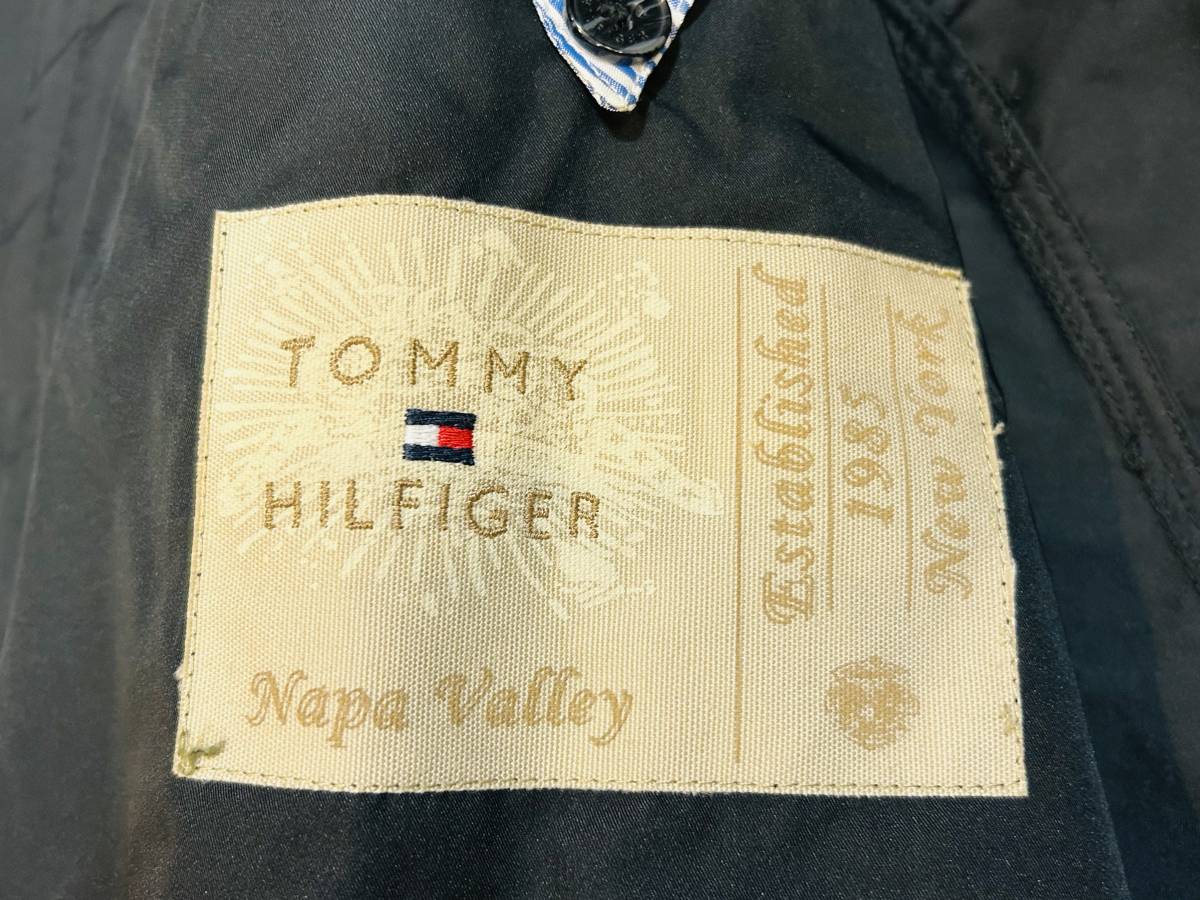 TOMMY
HILFIGER
Napa Valley
Established
1985
New York